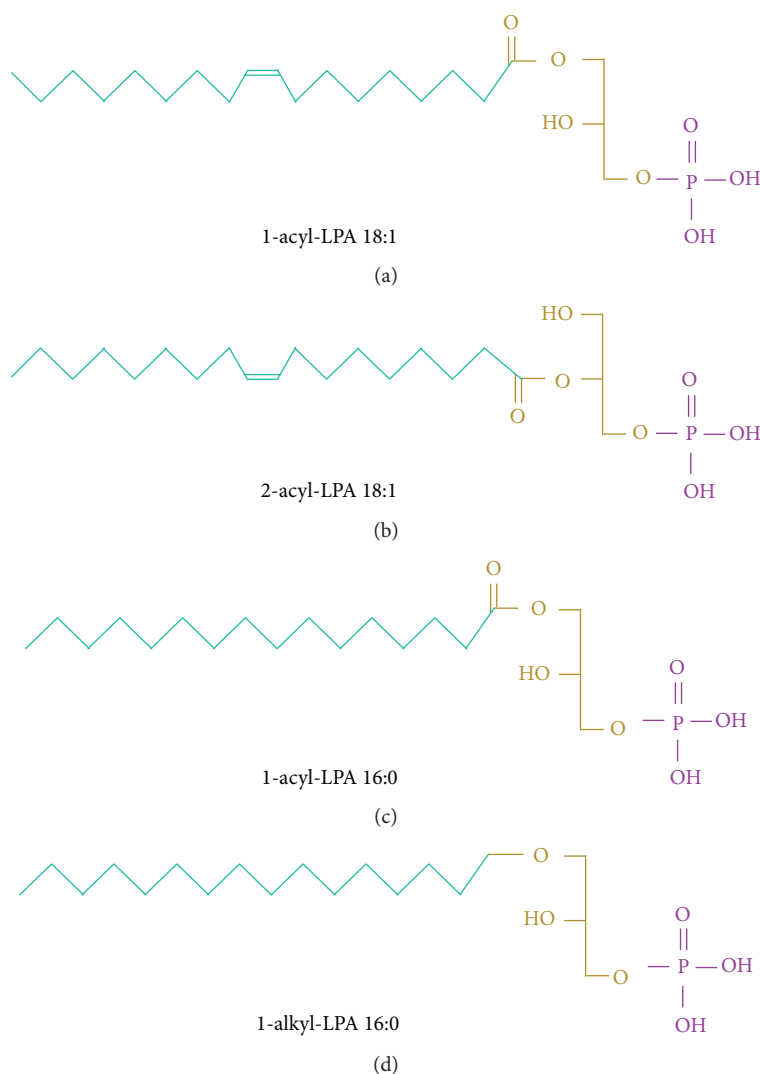 O
O
HO
O
O
P
OH
OH
1-acyl-LPA 18:1
(a)
HO
O
O
O
O
P
OH
OH
2-acyl-LPA 18:1
(b)
O
O
HO
O
O
P
OH
OH
1-acyl-LPA 16:0
(c)
O
HO
O
O
P
OH
OH
1-alkyl-LPA 16:0
(d)